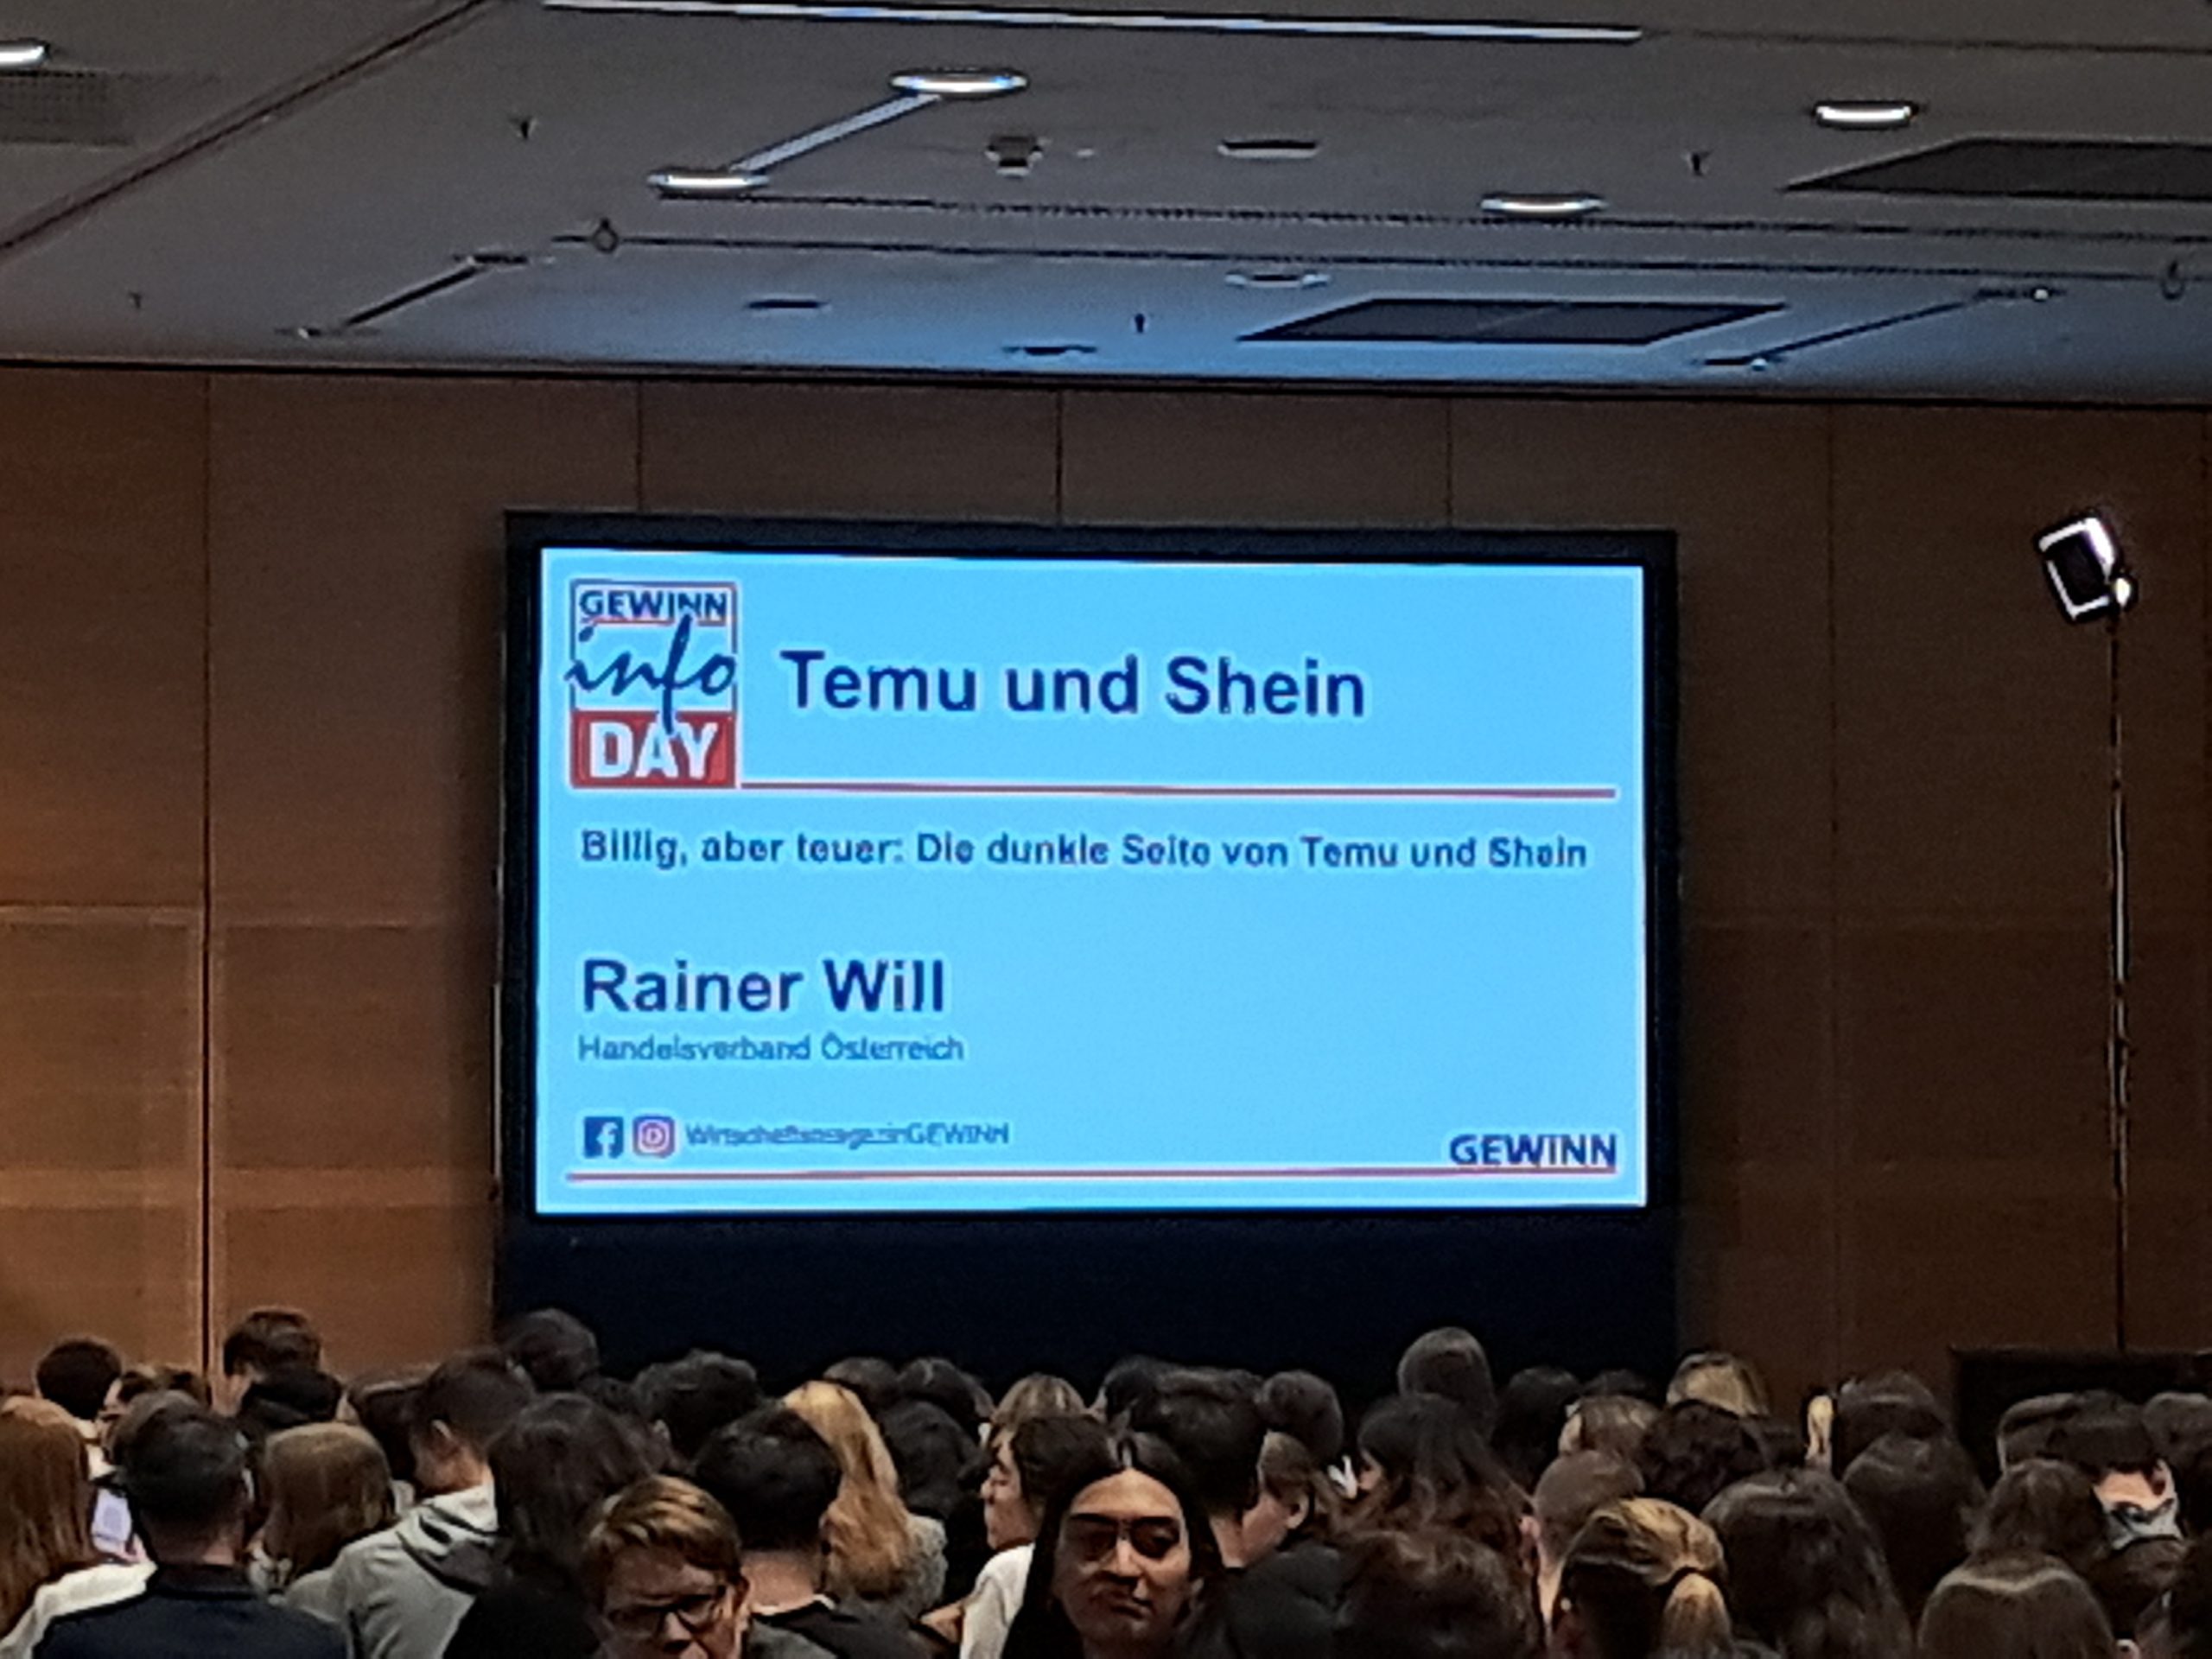 GEWINN
info
DAY
Temu und Shein
Billig, aber teuer: Die dunkle Seite von Temu und Shein
Rainer Will
Handelsverband Österreich
WirtschaftsmagazinGEWINN
GEWINN